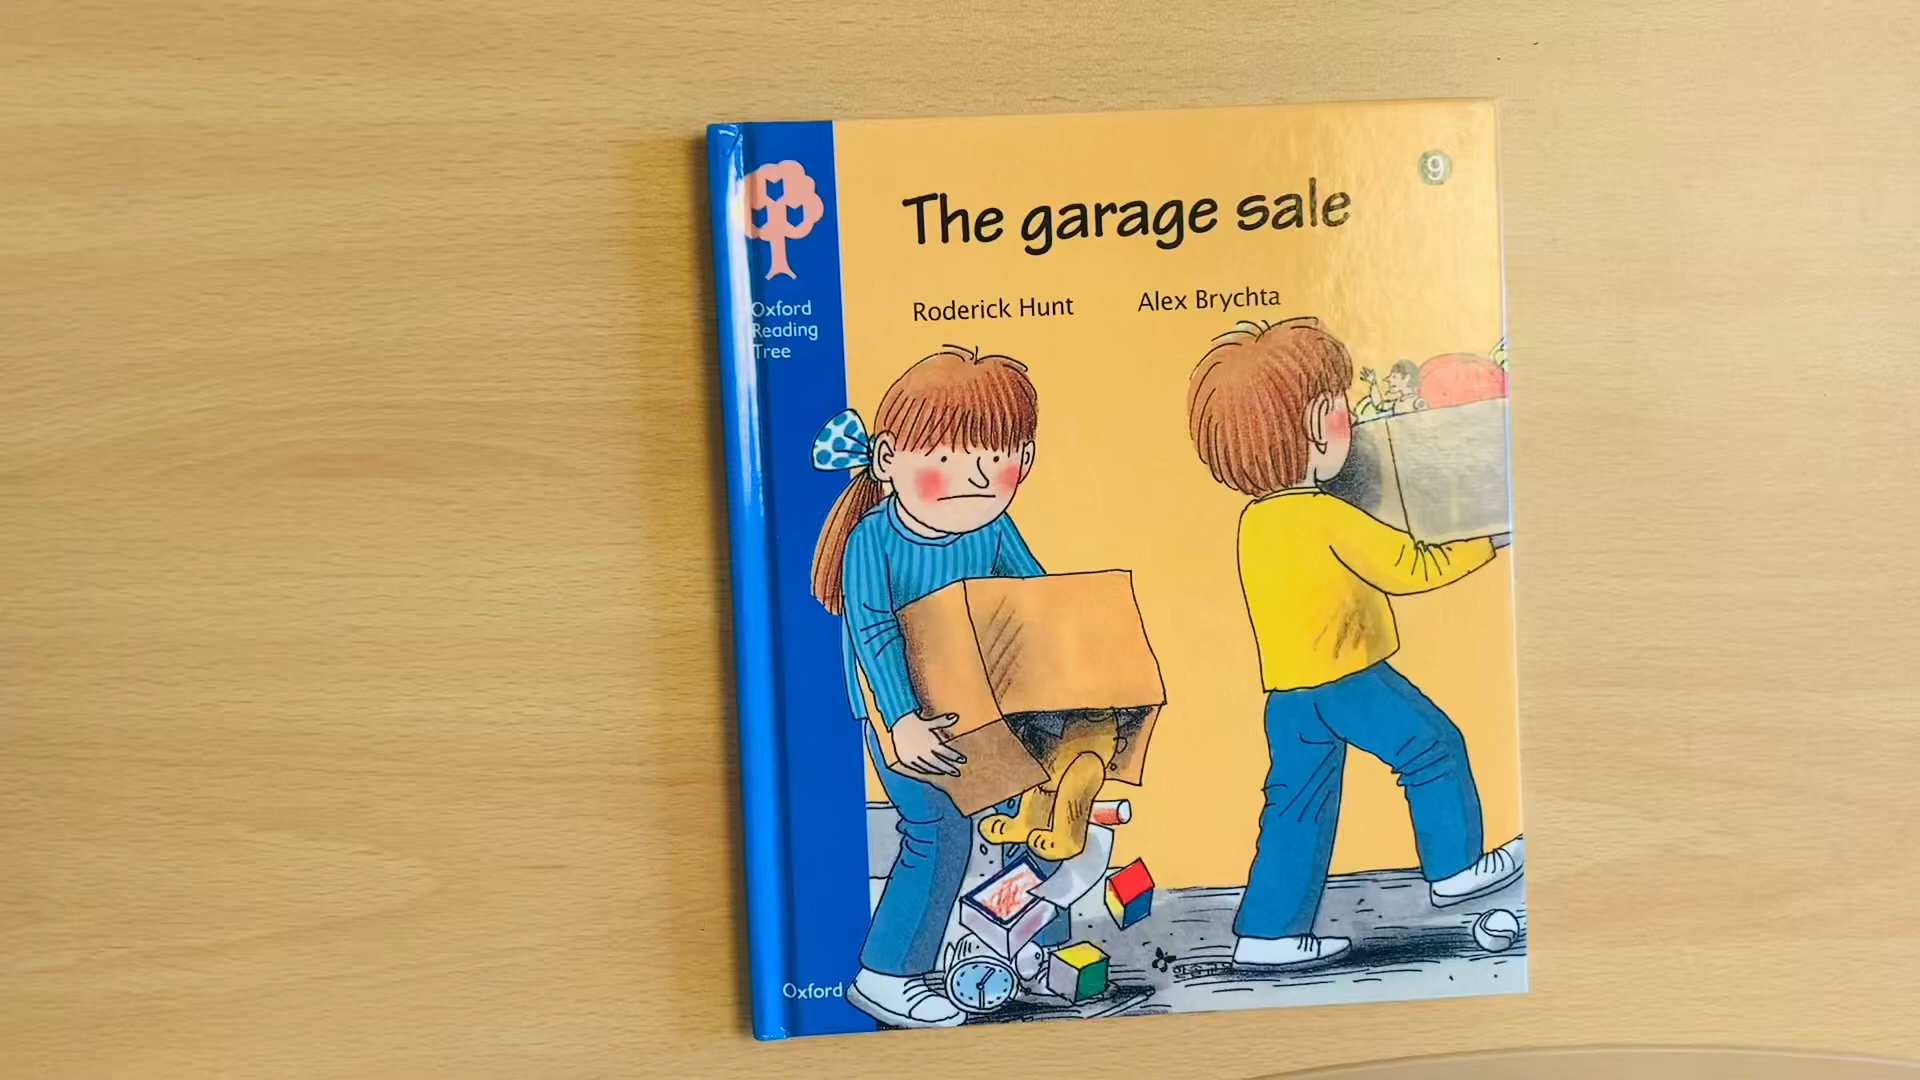 The garage sale
9
Roderick Hunt Alex Brychta
Oxford
Reading
Tree
Oxford